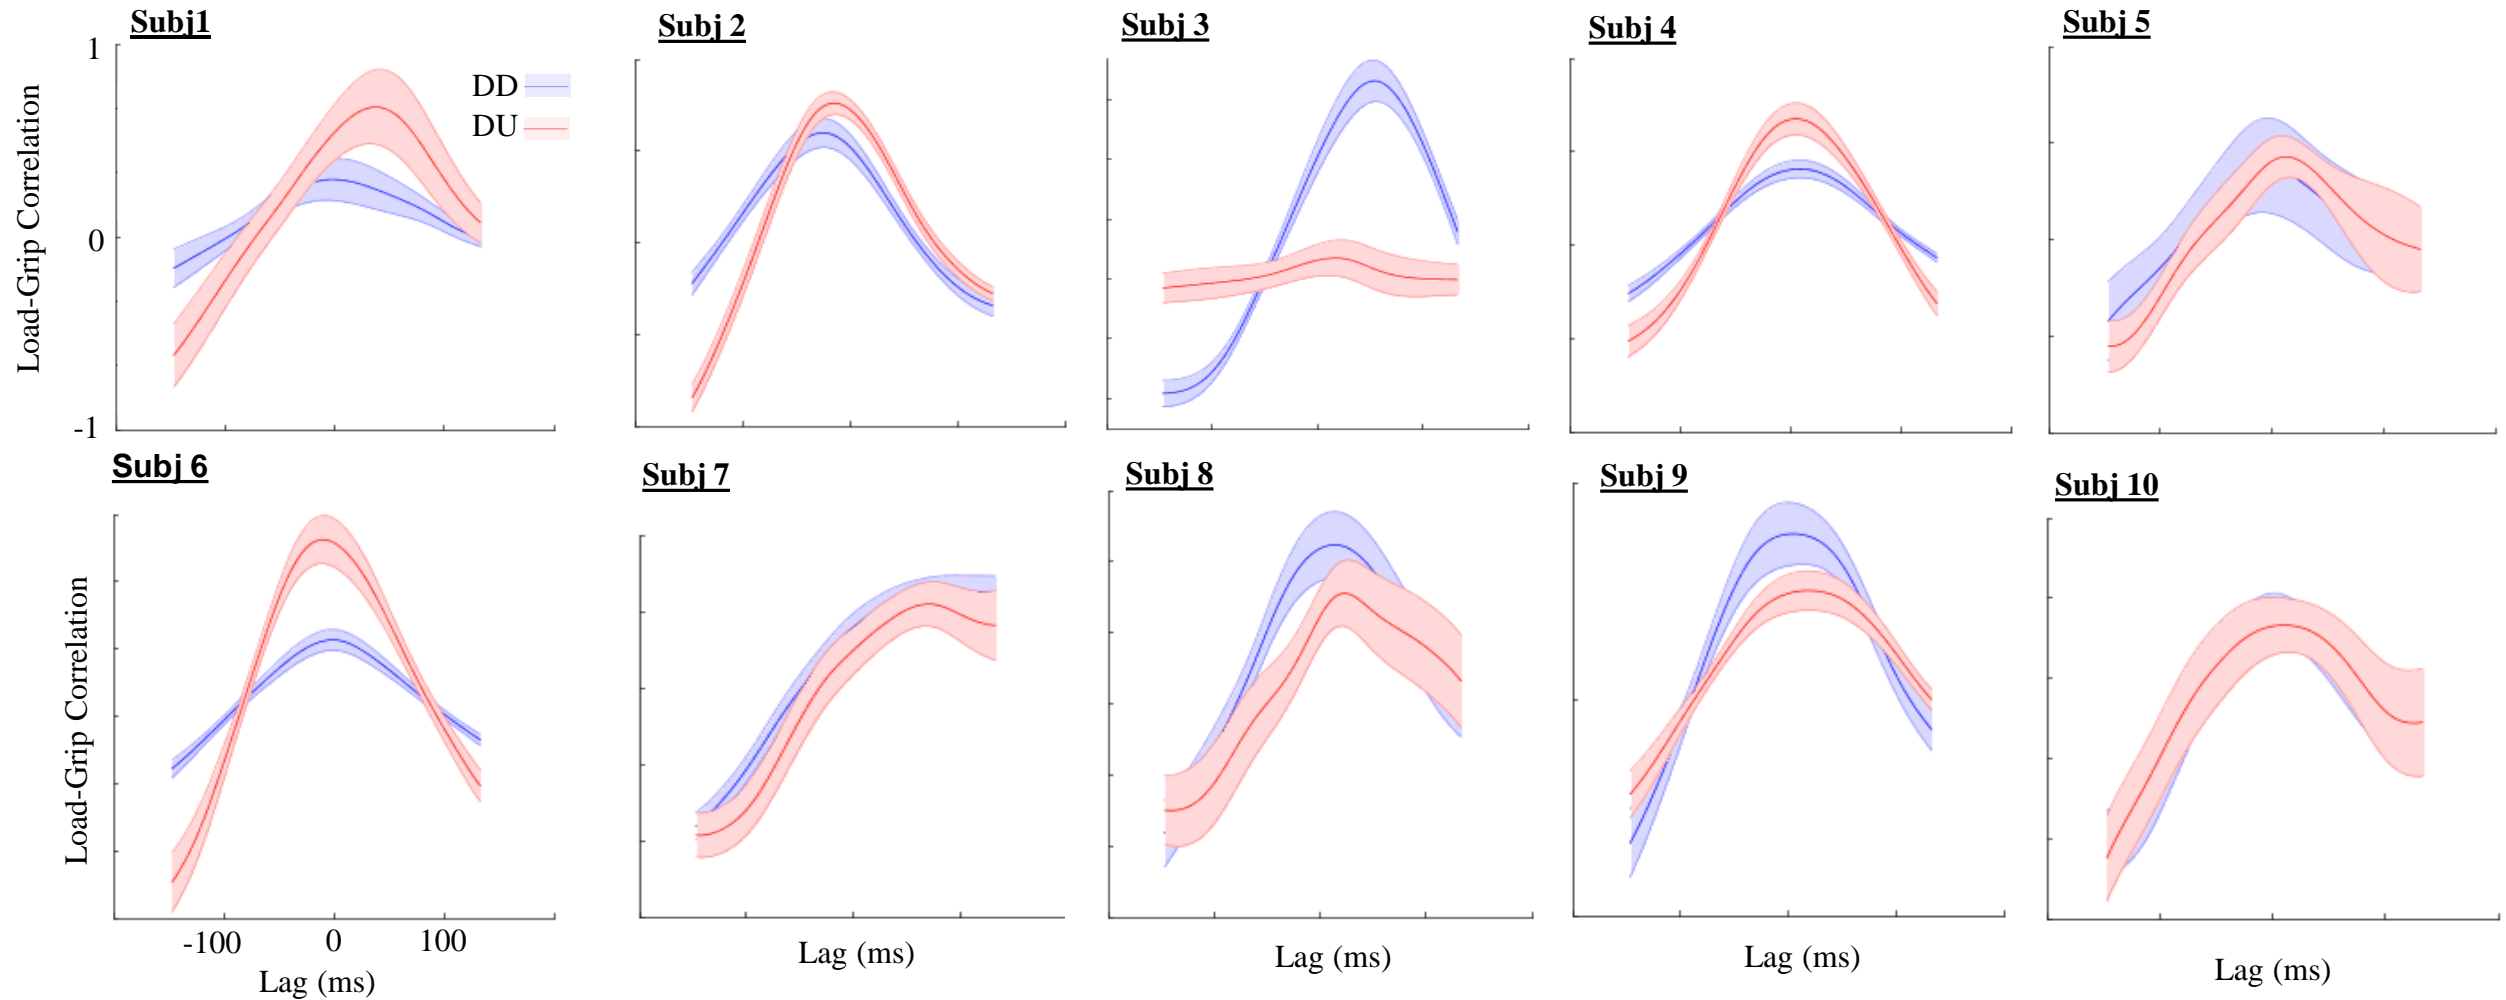 Subj1
Subj 2
Subj 3
Subj 4
Subj 5
1
0
-1
Load-Grip Correlation
DD
DU
Subj 6
Subj 7
Subj 8
Subj 9
Subj 10
Load-Grip Correlation
-100 0 100
Lag (ms)
Lag (ms)
Lag (ms)
Lag (ms)
Lag (ms)